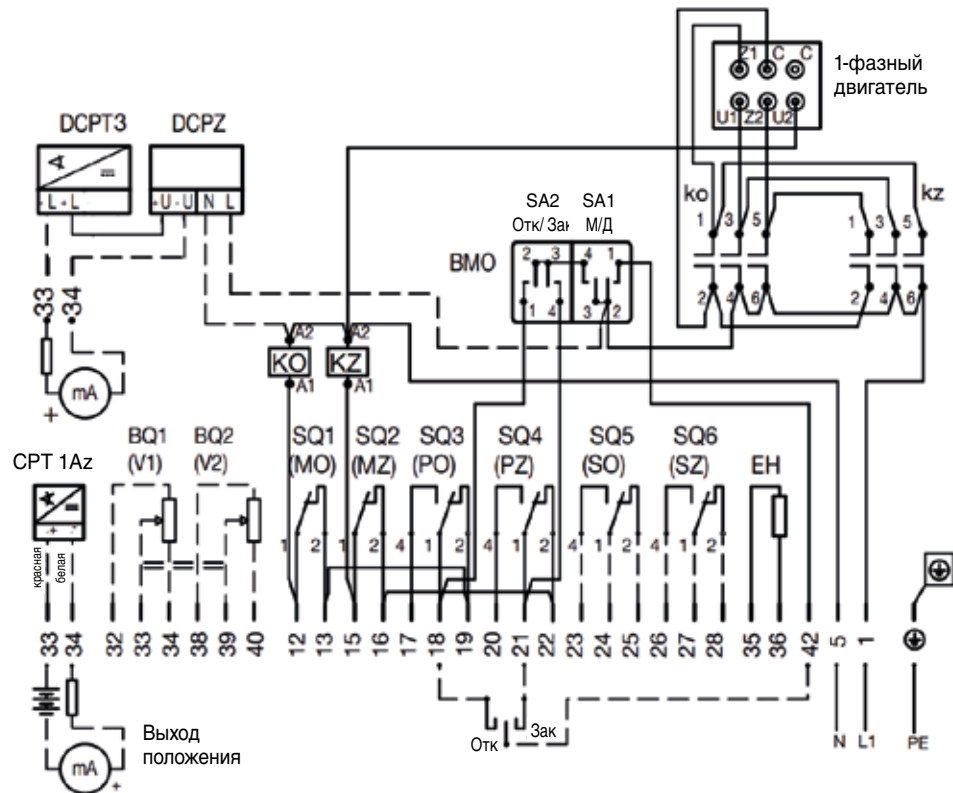 Z1 C C
1-фазный
двигатель
U1 Z2 U2
DCPT3 DCPZ
- L + L
+U - U N L
33 34
mA
+
SA2 SA1
Отк/ Зак М/Д
BMO
2 3 4 1
1 4 3 2
ko kz
1 3 5 1 3 5
2 4 6 2 4 6
A2 A2
KO KZ
A1 A1
CPT 1Az
+ -
красная
белая
BQ1 BQ2
(V1) (V2)
SQ1 SQ2 SQ3 SQ4 SQ5 SQ6 EH
(MO) (MZ) (PO) (PZ) (SO) (SZ)
1 2 1 2 4 1 2 4 1 2 4 1 2 4 1 2
33 34 32 33 34 38 39 40 12 13 15 16 17 18 19 20 21 22 23 24 25 26 27 28 35 36 42 5 1
Выход
положения
mA
+
Отк Зак
N L1 PE